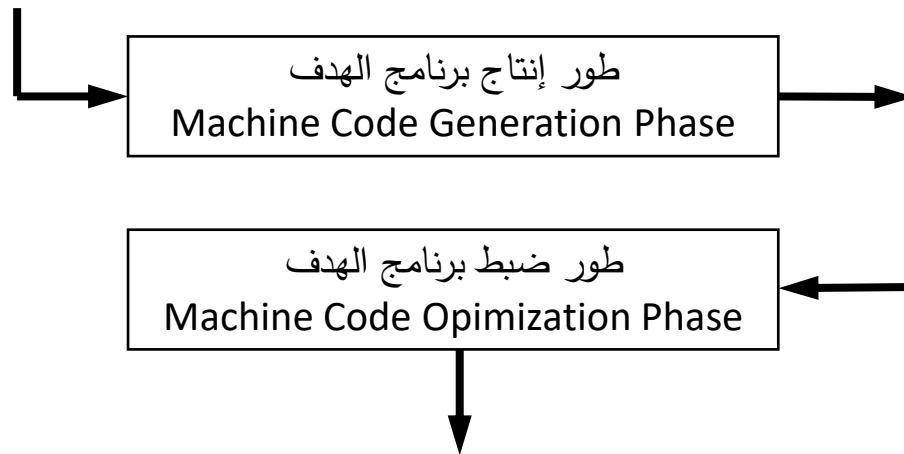 طور إنتاج برنامج الهدف
Machine Code Generation Phase
طور ضبط برنامج الهدف
Machine Code Opimization Phase